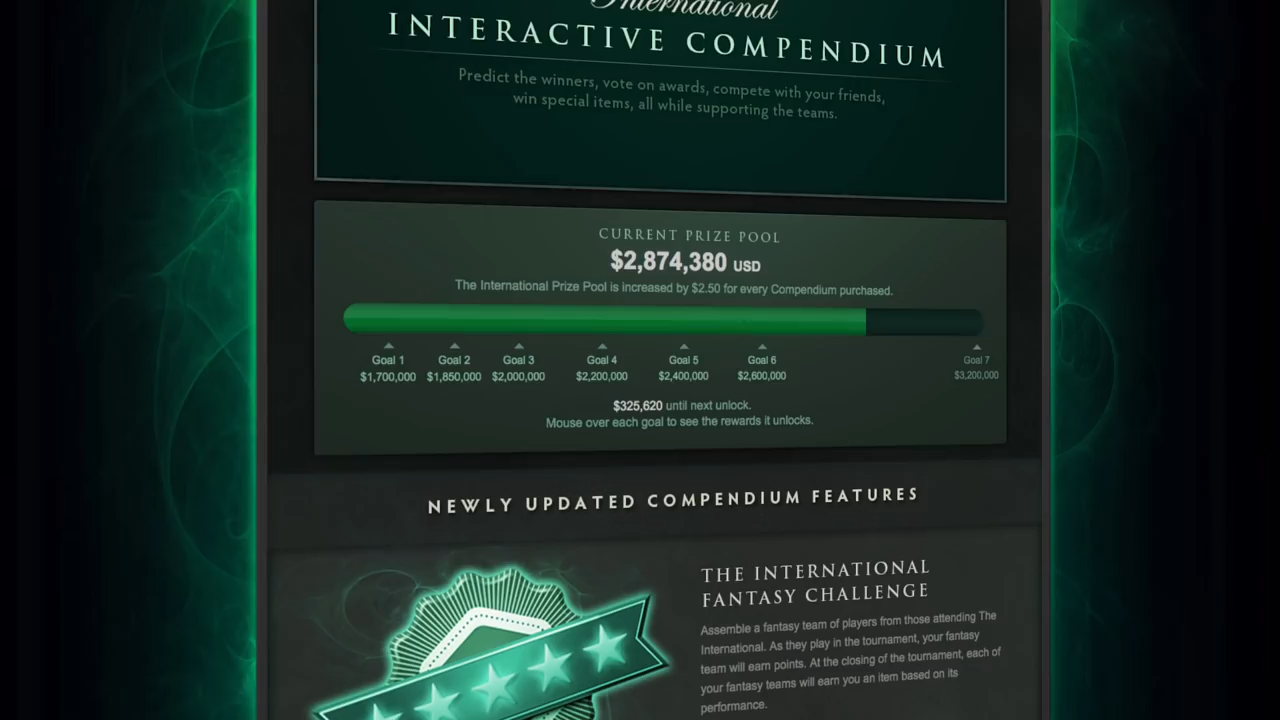 International
INTERACTIVE COMPENDIUM
Predict the winners, vote on awards, compete with your friends,
win special items, all while supporting the teams.
CURRENT PRIZE POOL
$2,874,380 USD
The International Prize Pool is increased by $2.50 for every Compendium purchased.
Goal 1 Goal 2 Goal 3 Goal 4 Goal 5 Goal 6 Goal 7
$1,700,000 $1,850,000 $2,000,000 $2,200,000 $2,400,000 $2,600,000 $3,200,000
$325,620 until next unlock.
Mouse over each goal to see the rewards it unlocks.
NEWLY UPDATED COMPENDIUM FEATURES
THE INTERNATIONAL
FANTASY CHALLENGE
Assemble a fantasy team of players from those attending The
International. As they play in the tournament, your fantasy
team will earn points. At the closing of the tournament, each of
your fantasy teams will earn you an item based on its
performance.